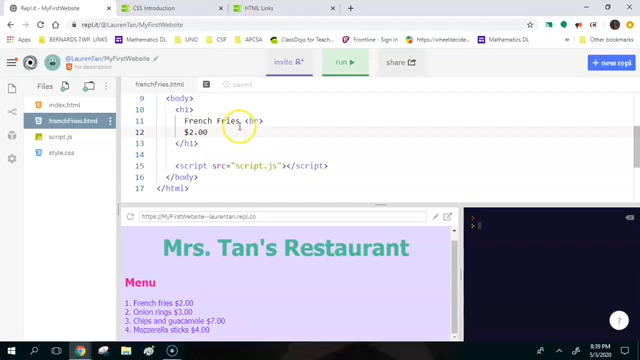 Repl.it - MyFirstWebsite
CSS Introduction
HTML Links
repl.it/@LaurenTan/MyFirstWebsite
Apps
BERNARDS TWP. LINKS
District
APCSA
ClassDojo for Teach...
Frontline - Sign In
https://wheeldecide...
Mathematics DL
Other bookmarks
@LaurenTan/MyFirstWebsite
no description
invite
run
share
+ new repl
Files
frenchFries.html
saved
index.html
frenchFries.html
script.js
style.css
9 <body>
10 <h1>
11 French Fries <br>
12 $2.00
13 </h1>
14
15 <script src="script.js"></script>
16 </body>
17 </html>
https://MyFirstWebsite--laurentan.repl.co
Mrs. Tan's Restaurant
Menu
1. French fries $2.00
2. Onion rings $3.00
3. Chips and guacamole $7.00
4. Mozzerella sticks $4.00
?
8:39 PM
5/3/2020